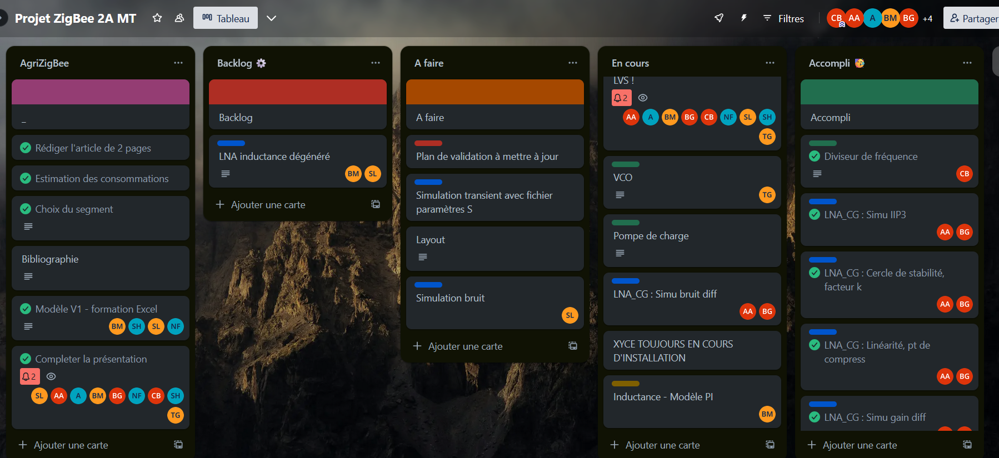 Projet ZigBee 2A MT
Tableau
Filtres
CB AA A BM BG +4
Partager
AgriZigBee
_
Rédiger l'article de 2 pages
Estimation des consommations
Choix du segment
Bibliographie
Modèle V1 - formation Excel
BM SH SL NF
Completer la présentation
2
SL AA A BM BG NF CB SH
TG
Ajouter une carte
Backlog
Backlog
LNA inductance dégénéré
BM SL
Ajouter une carte
A faire
A faire
Plan de validation à mettre à jour
Simulation transient avec fichier
paramètres S
Layout
Simulation bruit
SL
Ajouter une carte
En cours
LVS !
2
AA A BM BG CB NF SL SH
TG
VCO
TG
Pompe de charge
LNA_CG : Simu bruit diff
AA BG
XYCE TOUJOURS EN COURS
D'INSTALLATION
Inductance - Modèle PI
BM
Ajouter une carte
Accompli
Accompli
Diviseur de fréquence
CB
LNA_CG : Simu IIP3
AA BG
LNA_CG : Cercle de stabilité,
facteur k
AA BG
LNA_CG : Linéarité, pt de
compress
AA BG
LNA_CG : Simu gain diff
Ajouter une carte